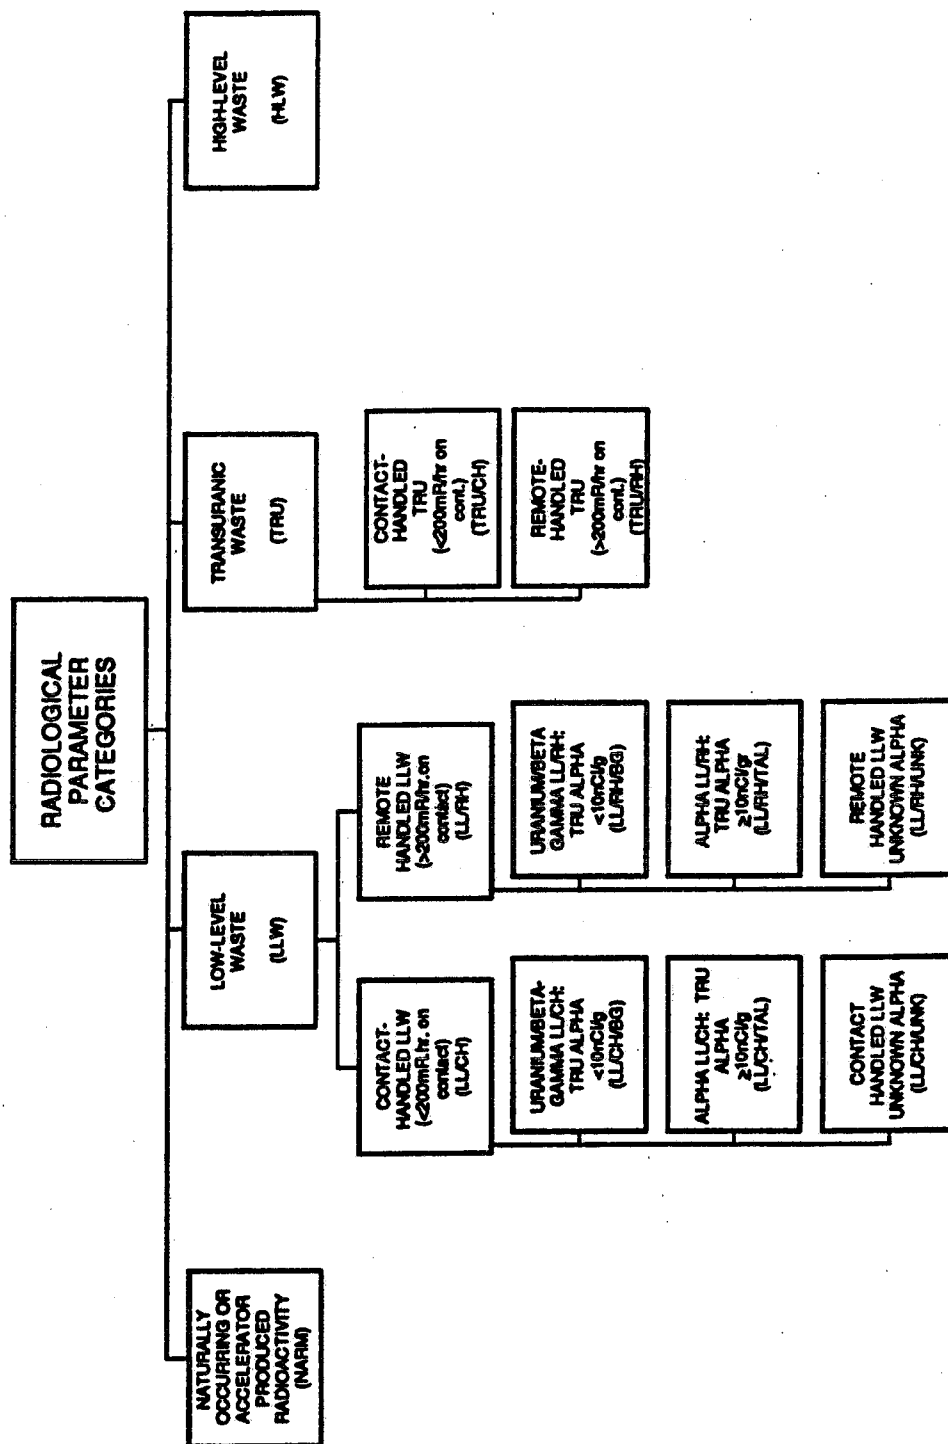 RADIOLOGICAL
PARAMETER
CATEGORIES
NATURALLY
OCCURRING OR
ACCELERATOR
PRODUCED
RADIOACTIVITY
(NARM)
LOW-LEVEL
WASTE
(LLW)
TRANSURANIC
WASTE
(TRU)
HIGH-LEVEL
WASTE
(HLW)
CONTACT-
HANDLED LLW
(<200mR.hr. on
contact)
(LL/CH)
URANIUM/BETA-
GAMMA LL/CH:
TRU ALPHA
<10nCi/g
(LL/CH/BG)
ALPHA LL/CH: TRU
ALPHA
≥10nCi/g
(LL/CH/TAL)
CONTACT
HANDLED LLW
UNKNOWN ALPHA
(LL/CH/UNK)
REMOTE
HANDLED LLW
(>200mR/hr.on
contact)
(LL/RH)
URANIUM/BETA
GAMMA LL/RH:
TRU ALPHA
<10nCi/g
(LL/RH/BG)
ALPHA LL/RH:
TRU ALPHA
≥10nCi/gr
(LL/RH/TAL)
REMOTE
HANDLED LLW
UNKNOWN ALPHA
(LL/RH/UNK)
CONTACT-
HANDLED
TRU
(<200mR/hr on
cont.)
(TRU/CH)
REMOTE-
HANDLED
TRU
(>200mR/hr on
cont.)
(TRU/RH)